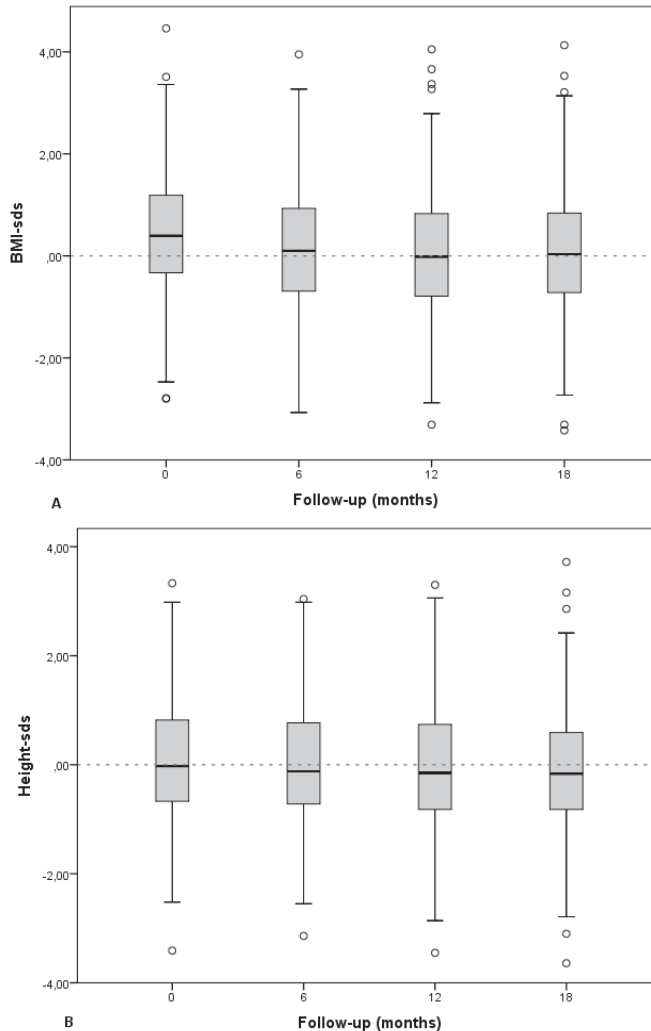 4,00
2,00
,00
-2,00
-4,00
BMI-sds
0 6 12 18
A Follow-up (months)
4,00
2,00
,00
-2,00
-4,00
Height-sds
0 6 12 18
B Follow-up (months)